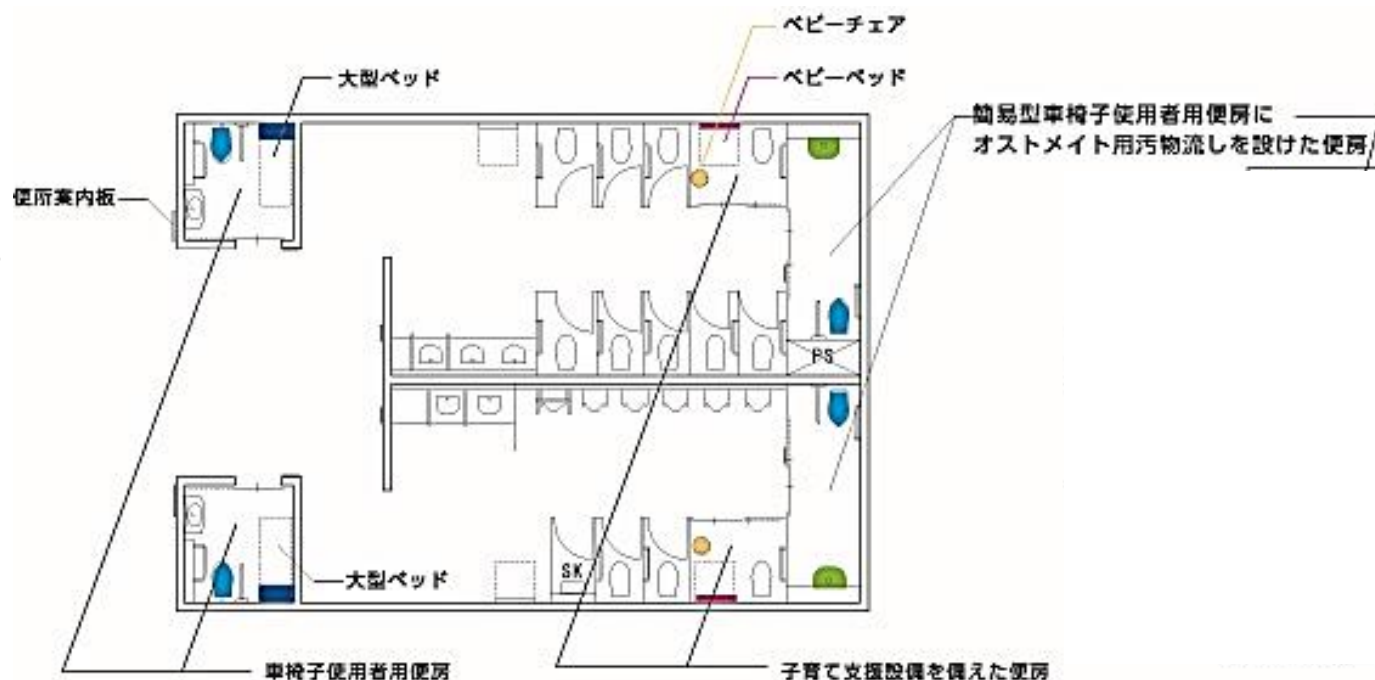 ベビーチェア
大型ベッド
ベビーベッド
簡易型車椅子使用者用便房に
オストメイト用汚物流しを設けた便房
便所案内板
PS
SK
大型ベッド
車椅子使用者用便房
子育て支援設備を備えた便房